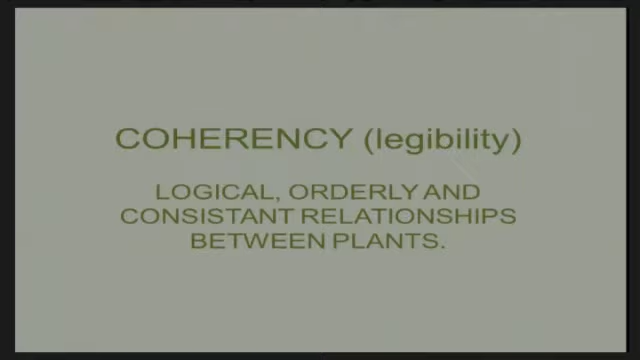 COHERENCY (legibility)
LOGICAL, ORDERLY AND
CONSISTANT RELATIONSHIPS
BETWEEN PLANTS.